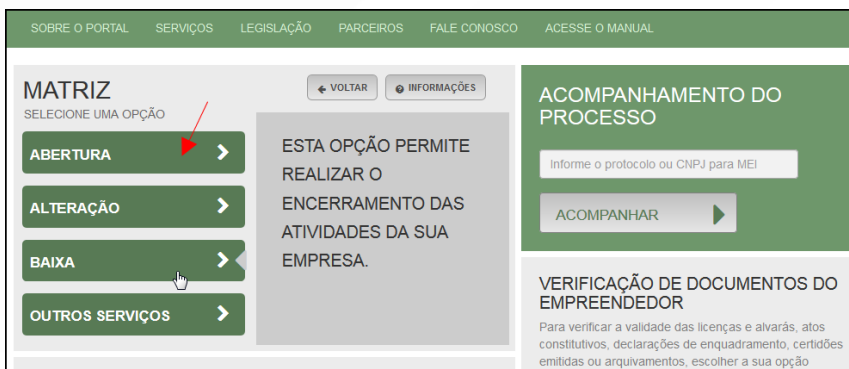 SOBRE O PORTAL SERVIÇOS LEGISLAÇÃO PARCEIROS FALE CONOSCO ACESSE O MANUAL
MATRIZ
SELECIONE UMA OPÇÃO
VOLTAR
INFORMAÇÕES
ABERTURA
ALTERAÇÃO
BAIXA
OUTROS SERVIÇOS
ESTA OPÇÃO PERMITE
REALIZAR O
ENCERRAMENTO DAS
ATIVIDADES DA SUA
EMPRESA.
ACOMPANHAMENTO DO
PROCESSO
Informe o protocolo ou CNPJ para MEI
ACOMPANHAR
VERIFICAÇÃO DE DOCUMENTOS DO
EMPREENDEDOR
Para verificar a validade das licenças e alvarás, atos
constitutivos, declarações de enquadramento, certidões
emitidas ou arquivamentos, escolher a sua opção